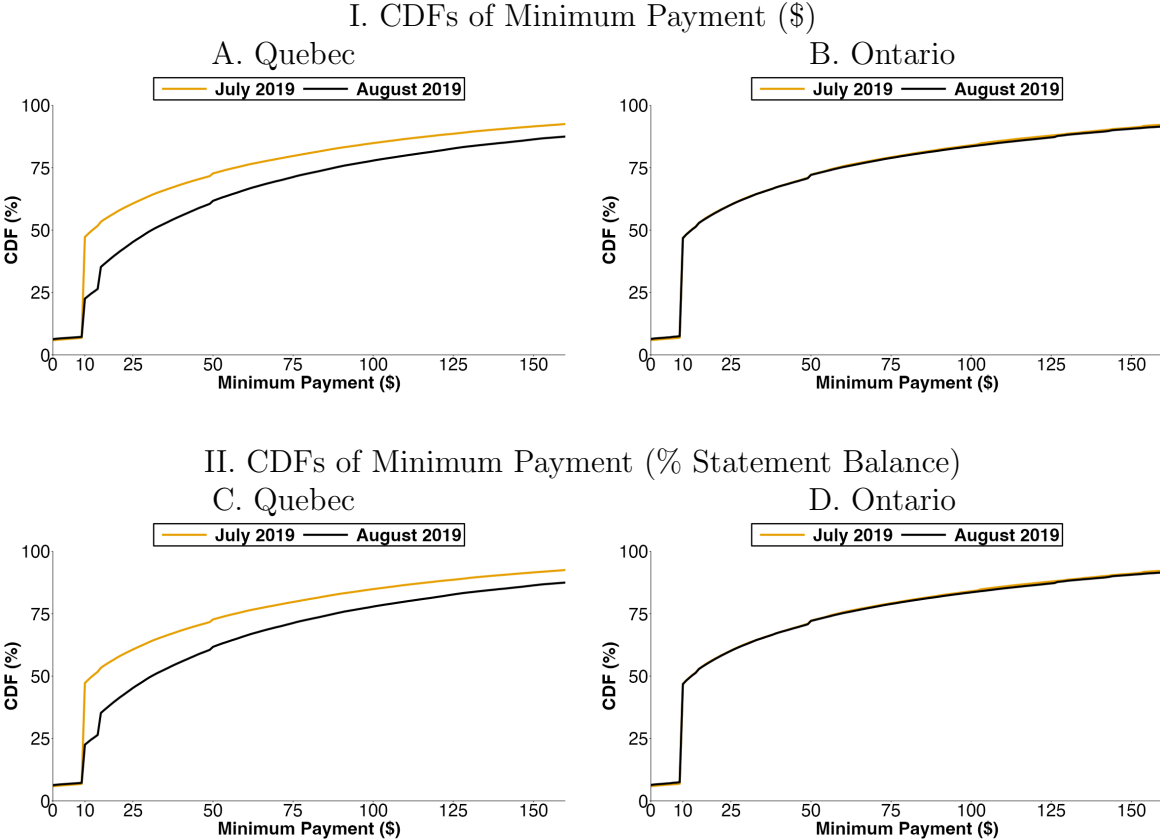 I. CDFs of Minimum Payment ($)
A. Quebec
B. Ontario
July 2019 August 2019
July 2019 August 2019
100
75
50
25
0
CDF (%)
0 10 25 50 75 100 125 150
Minimum Payment ($)
100
75
50
25
0
CDF (%)
0 10 25 50 75 100 125 150
Minimum Payment ($)
II. CDFs of Minimum Payment (% Statement Balance)
C. Quebec
D. Ontario
July 2019 August 2019
July 2019 August 2019
100
75
50
25
0
CDF (%)
0 10 25 50 75 100 125 150
Minimum Payment ($)
100
75
50
25
0
CDF (%)
0 10 25 50 75 100 125 150
Minimum Payment ($)